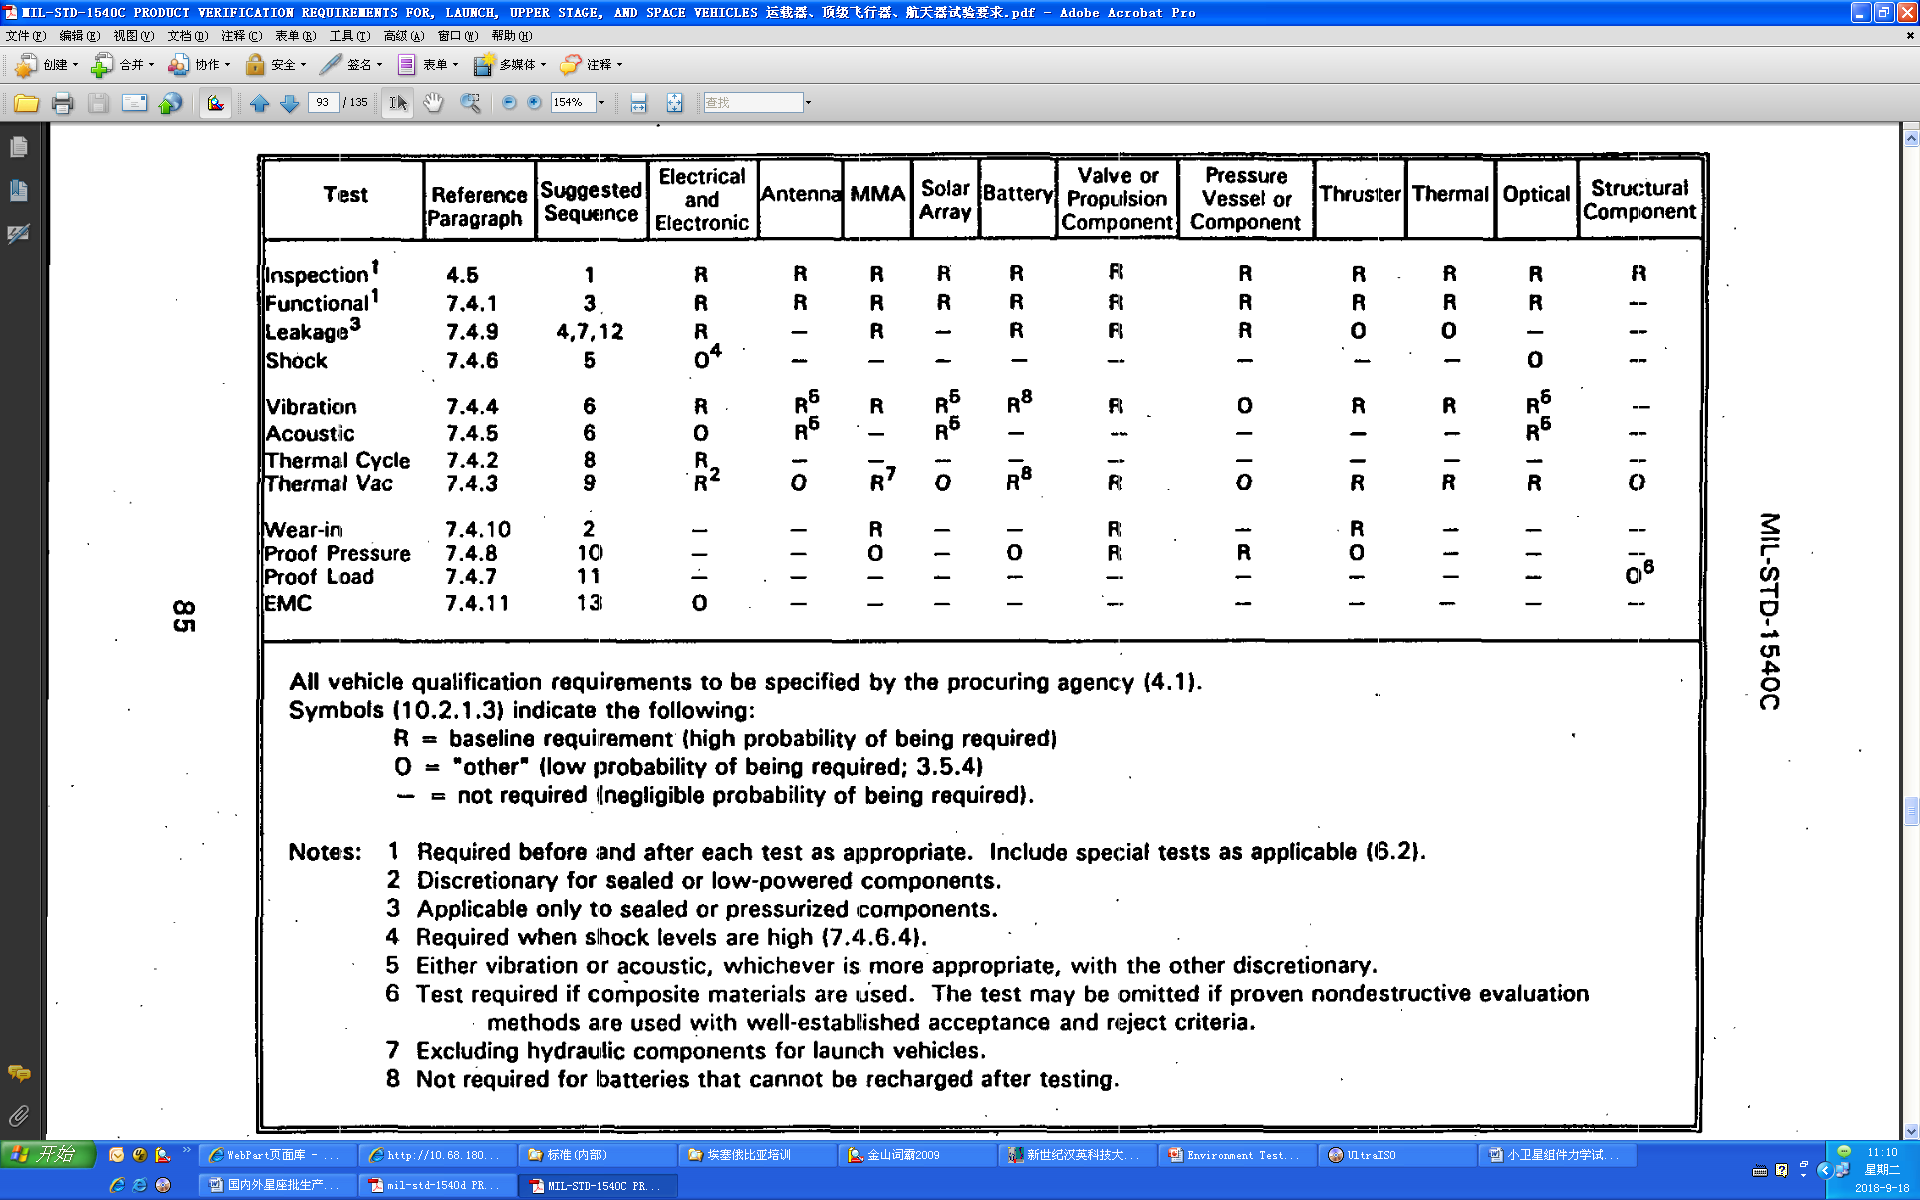 MIL-STD-1540C PRODUCT VERIFICATION REQUIREMENTS FOR, LAUNCH, UPPER STAGE, AND SPACE VEHICLES 运载器、顶级飞行器、航天器试验要求.pdf - Adobe Acrobat Pro
文件(F) 编辑(E) 视图(V) 文档(D) 注释(C) 表单(R) 工具(T) 高级(A) 窗口(W) 帮助(H)
创建 合并 协作 安全 签名 表单 多媒体 注释
93 / 135 154% 查找
Test Reference Paragraph Suggested Sequence Electrical and Electronic Antenna MMA Solar Array Battery Valve or Propulsion Component Pressure Vessel or Component Thruster Thermal Optical Structural Component
Inspection1 4.5 1 R R R R R R R R R R R
Functional1 7.4.1 3 R R R R R R R R R R --
Leakage3 7.4.9 4,7,12 R — R — R R R O O — --
Shock 7.4.6 5 O4 — — — — — — — — O --
Vibration 7.4.4 6 R R5 R R5 R8 R O R R R5 --
Acoustic 7.4.5 6 O R5 — R5 — — — — — R5 --
Thermal Cycle 7.4.2 8 R — — — — — — — — — --
Thermal Vac 7.4.3 9 R2 O R7 O R8 R O R R R O
Wear-in 7.4.10 2 — — R — — R — R — — --
Proof Pressure 7.4.8 10 — — O — O R R O — — --
Proof Load 7.4.7 11 — — — — — — — — — — O6
EMC 7.4.11 13 O — — — — — — — — — --
All vehicle qualification requirements to be specified by the procuring agency (4.1).
Symbols (10.2.1.3) indicate the following:
R = baseline requirement (high probability of being required)
O = "other" (low probability of being required; 3.5.4)
— = not required (negligible probability of being required).
Notes: 1 Required before and after each test as appropriate. Include special tests as applicable (6.2).
2 Discretionary for sealed or low-powered components.
3 Applicable only to sealed or pressurized components.
4 Required when shock levels are high (7.4.6.4).
5 Either vibration or acoustic, whichever is more appropriate, with the other discretionary.
6 Test required if composite materials are used. The test may be omitted if proven nondestructive evaluation
methods are used with well-established acceptance and reject criteria.
7 Excluding hydraulic components for launch vehicles.
8 Not required for batteries that cannot be recharged after testing.
85
MIL-STD-1540C
开始 WebPart页面库 - ... http://10.68.180... 标准(内部) 埃塞俄比亚培训 金山词霸2009 新世纪汉英科技大... Environment Test... UltraISO 小卫星组件力学试... 11:10
星期二
国内外星座批生产... mil-std-1540d PR... MIL-STD-1540C PR... 2018-9-18